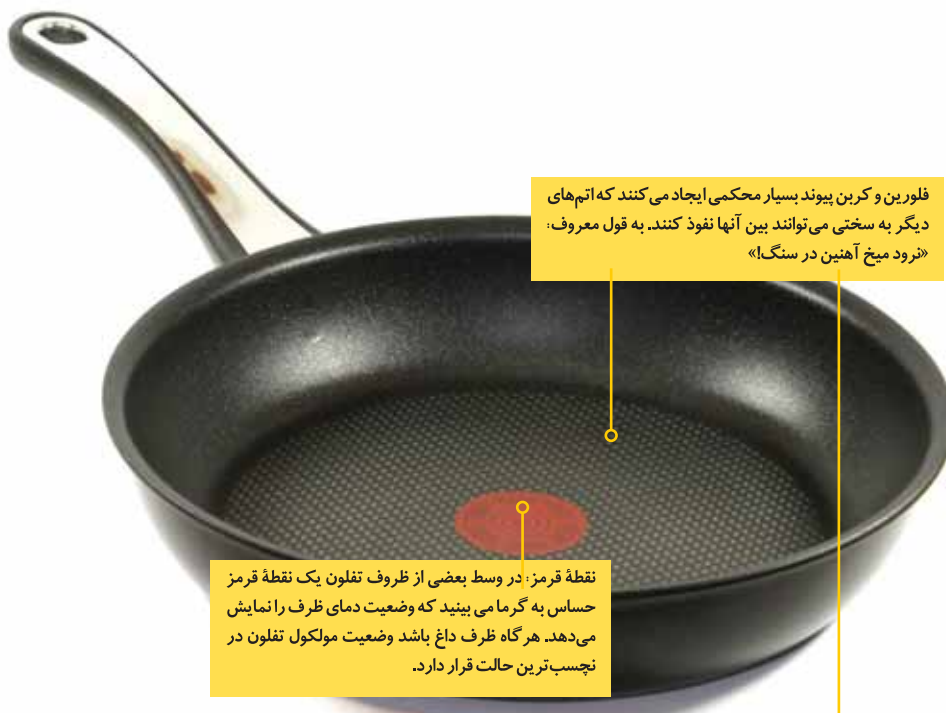 فلورین و کربن پیوند بسیار محکمی ایجاد می‌کنند که اتم‌های
دیگر به سختی می‌توانند بین آنها نفوذ کنند. به قول معروف:
«نرود میخ آهنین در سنگ!»
نقطهٔ قرمز: در وسط بعضی از ظروف تفلون یک نقطهٔ قرمز
حساس به گرما می بینید که وضعیت دمای ظرف را نمایش
می‌دهد. هرگاه ظرف داغ باشد وضعیت مولکول تفلون در
نچسب‌ترین حالت قرار دارد.